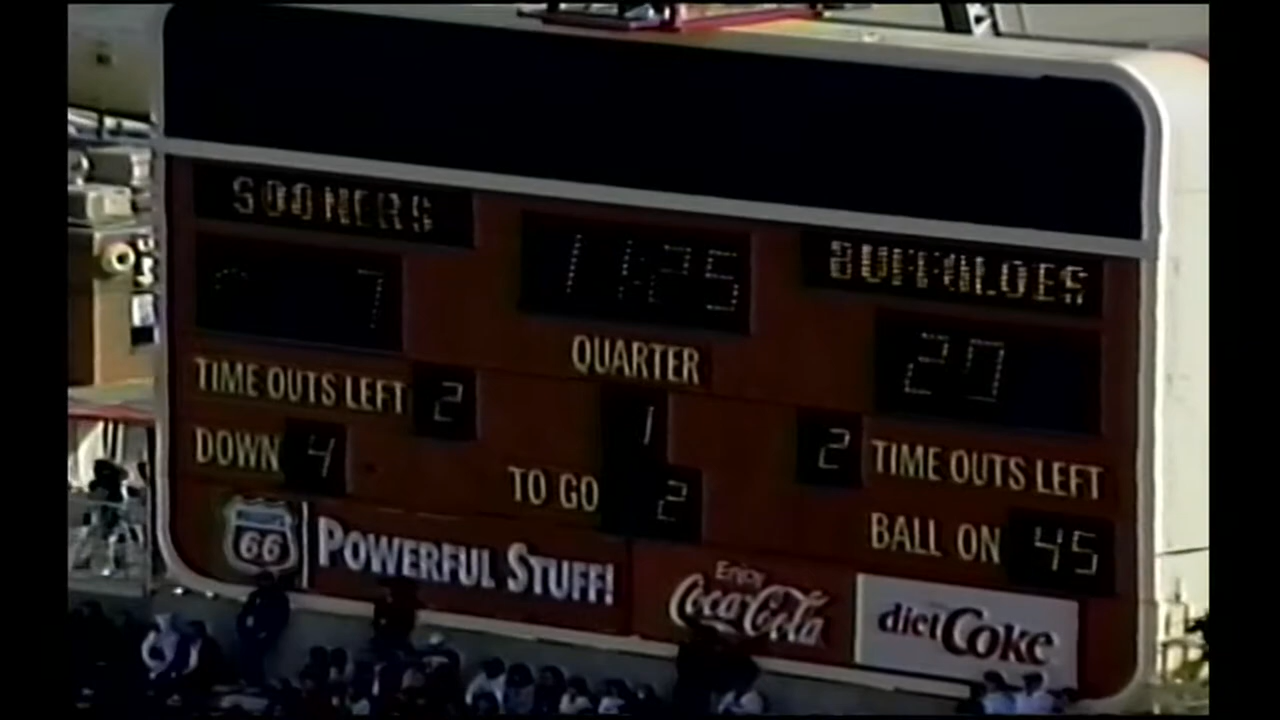 SOONERS
11:25
BUFFALOES
7
20
QUARTER
1
TIME OUTS LEFT 2
2 TIME OUTS LEFT
DOWN 4
TO GO 2
BALL ON 45
66
POWERFUL STUFF!
Enjoy
Coca-Cola
diet Coke